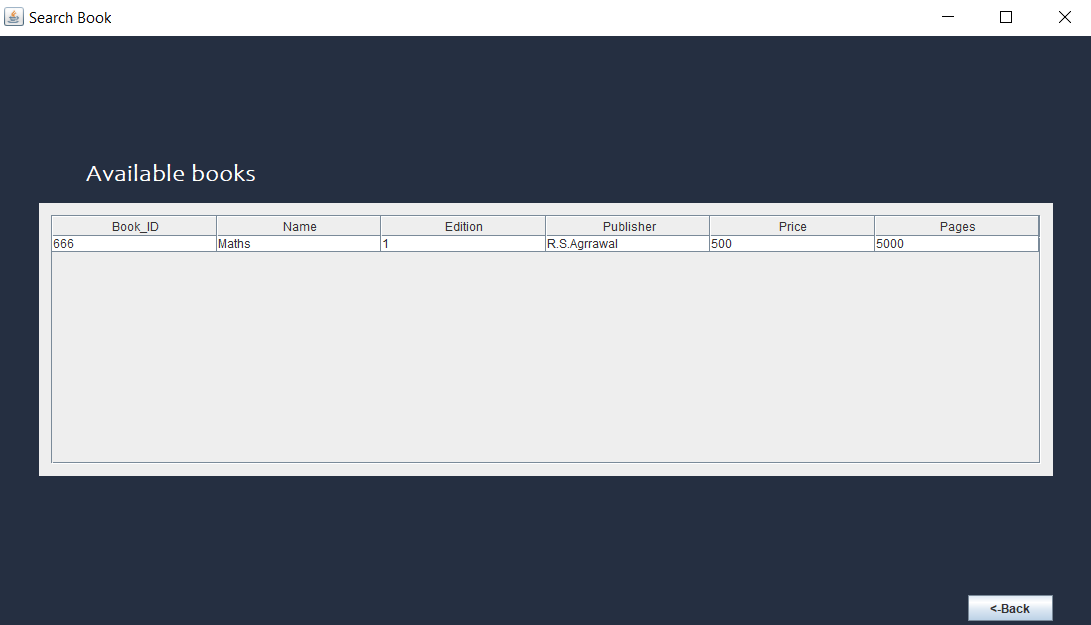 Search Book
Available books
Book_ID Name Edition Publisher Price Pages
666 Maths 1 R.S.Agrrawal 500 5000
<-Back